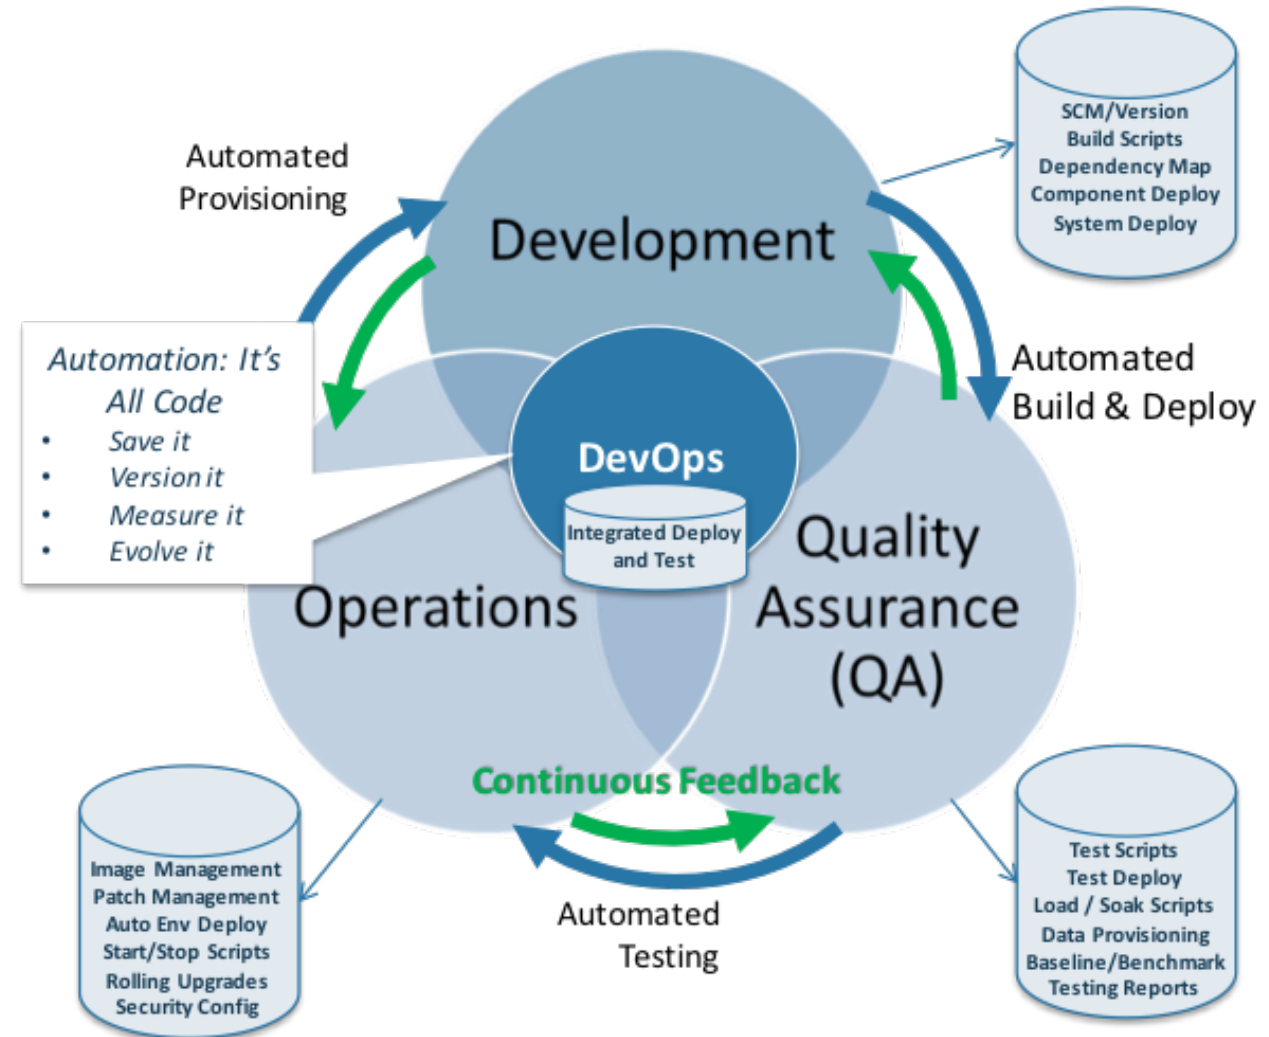 SCM/Version
Build Scripts
Dependency Map
Component Deploy
System Deploy
Automated
Provisioning
Development
Automation: It's
All Code
• Save it
• Version it
• Measure it
• Evolve it
Automated
Build & Deploy
DevOps
Integrated Deploy
and Test
Operations
Quality
Assurance
(QA)
Continuous Feedback
Automated
Testing
Image Management
Patch Management
Auto Env Deploy
Start/Stop Scripts
Rolling Upgrades
Security Config
Test Scripts
Test Deploy
Load / Soak Scripts
Data Provisioning
Baseline/Benchmark
Testing Reports